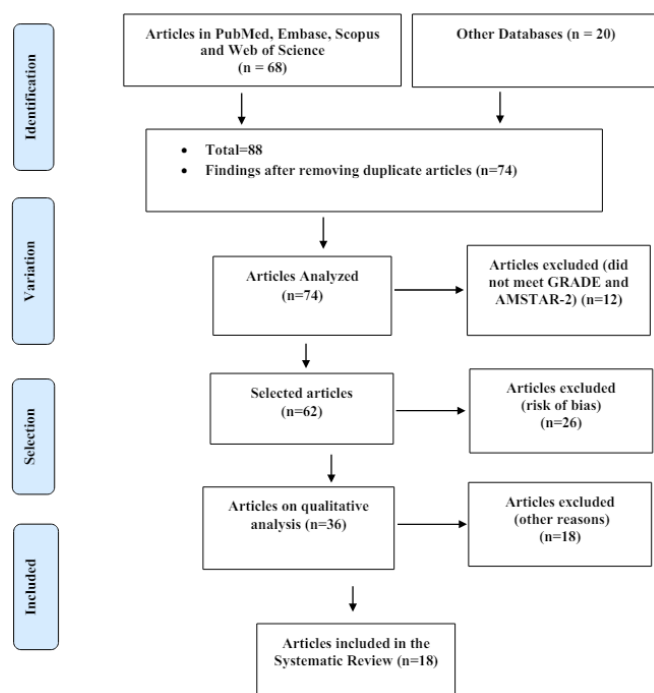 Identification
Articles in PubMed, Embase, Scopus
and Web of Science
(n = 68)
Other Databases (n = 20)
• Total=88
• Findings after removing duplicate articles (n=74)
Variation
Articles Analyzed
(n=74)
Articles excluded (did
not meet GRADE and
AMSTAR-2) (n=12)
Selection
Selected articles
(n=62)
Articles excluded
(risk of bias)
(n=26)
Articles on qualitative
analysis (n=36)
Articles excluded
(other reasons)
(n=18)
Included
Articles included in the
Systematic Review (n=18)